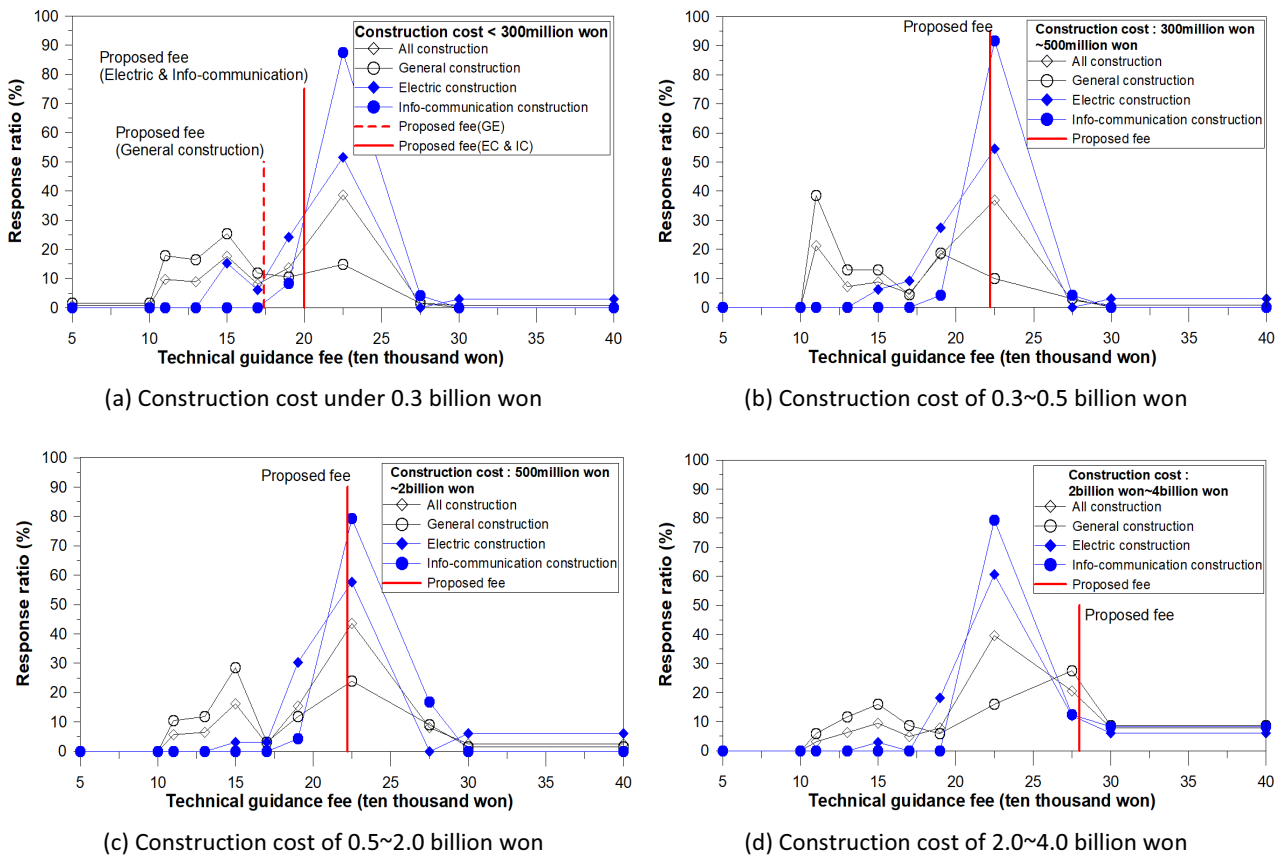 Construction cost < 300million won
All construction
General construction
Electric construction
Info-communication construction
Proposed fee(GE)
Proposed fee(EC & IC)
Proposed fee
(Electric & Info-communication)
Proposed fee
(General construction)
Response ratio (%)
100
90
80
70
60
50
40
30
20
10
0
5 10 15 20 25 30 35 40
Technical guidance fee (ten thousand won)
(a) Construction cost under 0.3 billion won
Proposed fee
Construction cost : 300million won
~500million won
All construction
General construction
Electric construction
Info-communication construction
Proposed fee
Response ratio (%)
100
90
80
70
60
50
40
30
20
10
0
5 10 15 20 25 30 35 40
Technical guidance fee (ten thousand won)
(b) Construction cost of 0.3~0.5 billion won
Proposed fee
Construction cost : 500million won
~2billion won
All construction
General construction
Electric construction
Info-communication construction
Proposed fee
Response ratio (%)
100
90
80
70
60
50
40
30
20
10
0
5 10 15 20 25 30 35 40
Technical guidance fee (ten thousand won)
(c) Construction cost of 0.5~2.0 billion won
Construction cost :
2billion won~4billion won
All construction
General construction
Electric construction
Info-communication construction
Proposed fee
Proposed fee
Response ratio (%)
100
90
80
70
60
50
40
30
20
10
0
5 10 15 20 25 30 35 40
Technical guidance fee (ten thousand won)
(d) Construction cost of 2.0~4.0 billion won